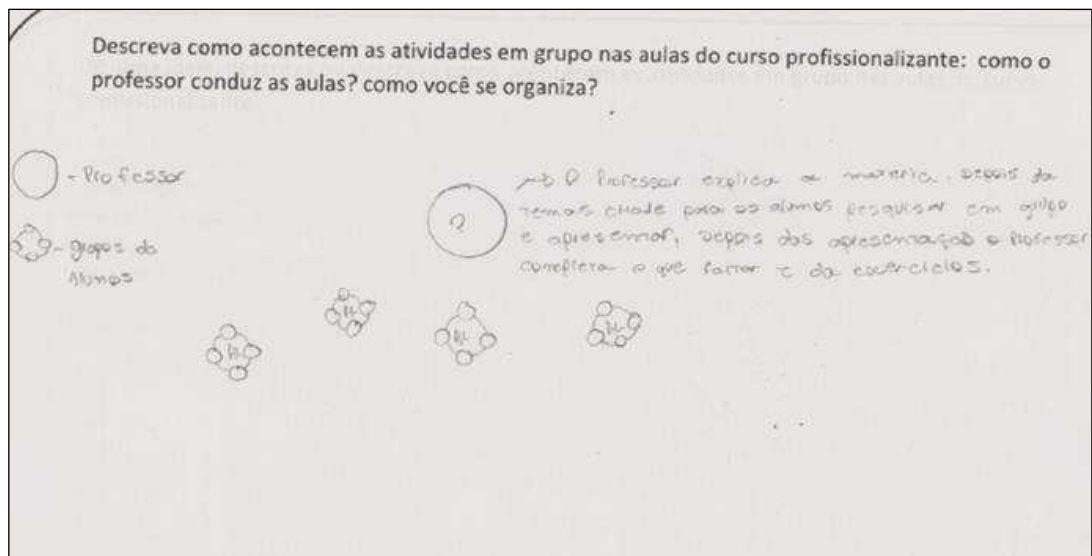 Descreva como acontecem as atividades em grupo nas aulas do curso profissionalizante: como o
professor conduz as aulas? como você se organiza?
- Professor
→ O Professor explica a materia. Depois da
temas chade para os alunos pesquisar em grupo
e apresentar, depois das apresentação o Professor
completa o que faltar e da exercicios.
- grupos do
Alunos